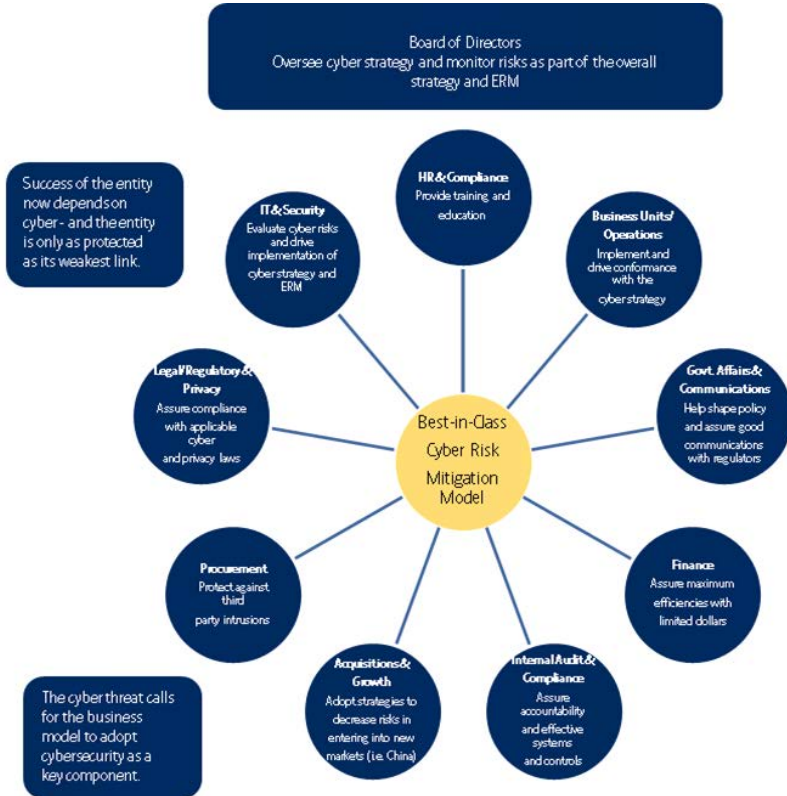 Board of Directors
Oversee cyber strategy and monitor risks as part of the overall
strategy and ERM
Success of the entity
now depends on
cyber - and the entity
is only as protected
as its weakest link.
HR & Compliance
Provide training and
education
IT & Security
Evaluate cyber risks
and drive
implementation of
cyber strategy and
ERM
Business Units/
Operations
Implement and
drive conformance
with the
cyber strategy
Legal/Regulatory &
Privacy
Assure compliance
with applicable
cyber
and privacy laws
Govt. Affairs &
Communications
Help shape policy
and assure good
communications
with regulators
Best-in-Class
Cyber Risk
Mitigation
Model
Procurement
Protect against
third
party intrusions
Finance
Assure maximum
efficiencies with
limited dollars
Acquisitions &
Growth
Adopt strategies to
decrease risks in
entering into new
markets (i.e. China)
Internal Audit &
Compliance
Assure
accountability
and effective
systems
and controls
The cyber threat calls
for the business
model to adopt
cybersecurity as a
key component.